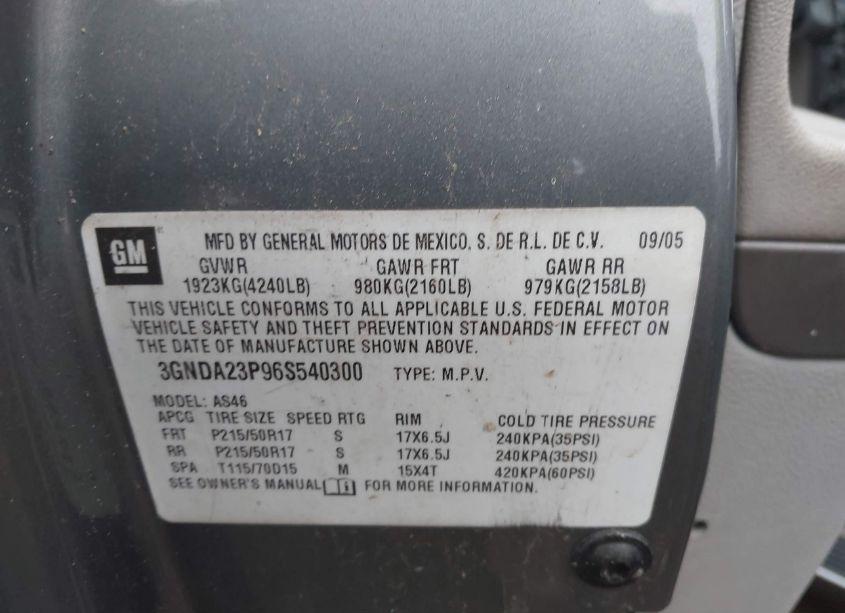 GM
MFD BY GENERAL MOTORS DE MEXICO, S. DE R.L. DE C.V. 09/05
GVWR GAWR FRT GAWR RR
1923KG(4240LB) 980KG(2160LB) 979KG(2158LB)
THIS VEHICLE CONFORMS TO ALL APPLICABLE U.S. FEDERAL MOTOR
VEHICLE SAFETY AND THEFT PREVENTION STANDARDS IN EFFECT ON
THE DATE OF MANUFACTURE SHOWN ABOVE.
3GNDA23P96S540300 TYPE: M.P.V.
MODEL: AS46
APCG TIRE SIZE SPEED RTG RIM COLD TIRE PRESSURE
FRT P215/50R17 S 17X6.5J 240KPA(35PSI)
RR P215/50R17 S 17X6.5J 240KPA(35PSI)
SPA T115/70D15 M 15X4T 420KPA(60PSI)
SEE OWNER'S MANUAL FOR MORE INFORMATION.